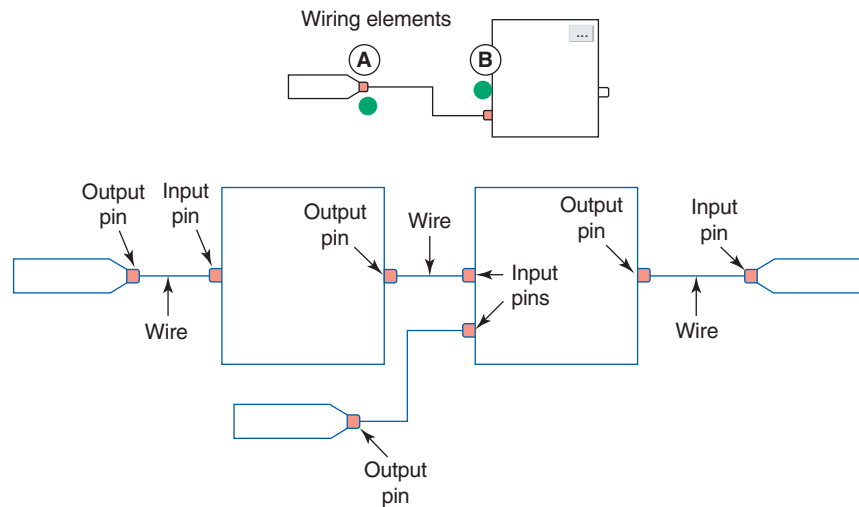 Wiring elements
...
A
B
Output
pin
Input
pin
Output
pin
Wire
Output
pin
Input
pin
Input
pins
Wire
Wire
Output
pin